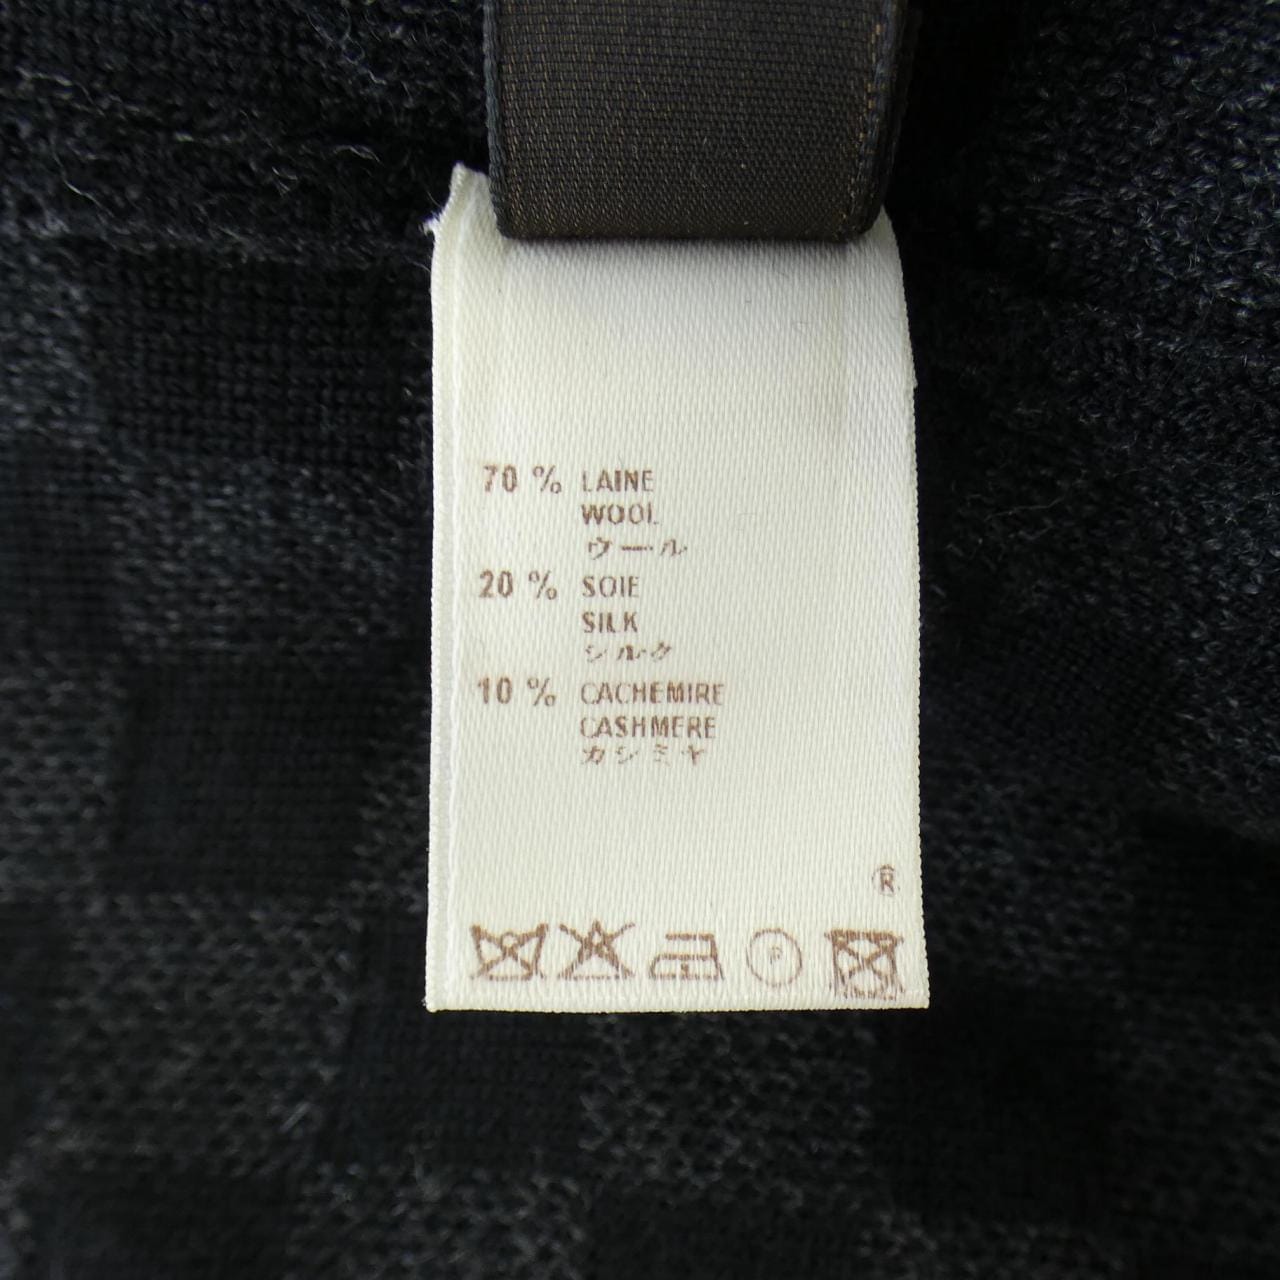 70 % LAINE
WOOL
ウール
20 % SOIE
SILK
シルク
10 % CACHEMIRE
CASHMERE
カシミヤ
®
P